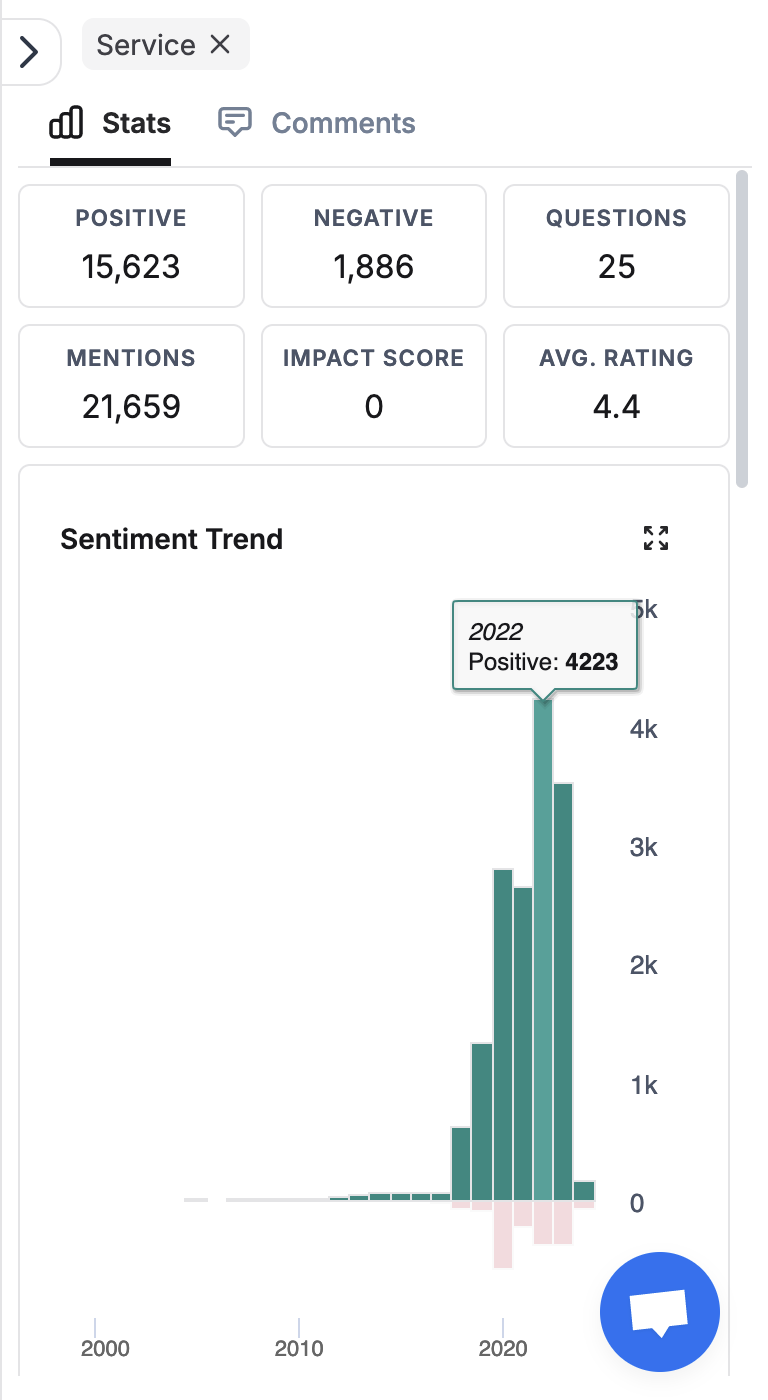 Service
Stats Comments
POSITIVE NEGATIVE QUESTIONS
15,623 1,886 25
MENTIONS IMPACT SCORE AVG. RATING
21,659 0 4.4
Sentiment Trend
5k
2022
Positive: 4223
4k
3k
2k
1k
0
2000 2010 2020